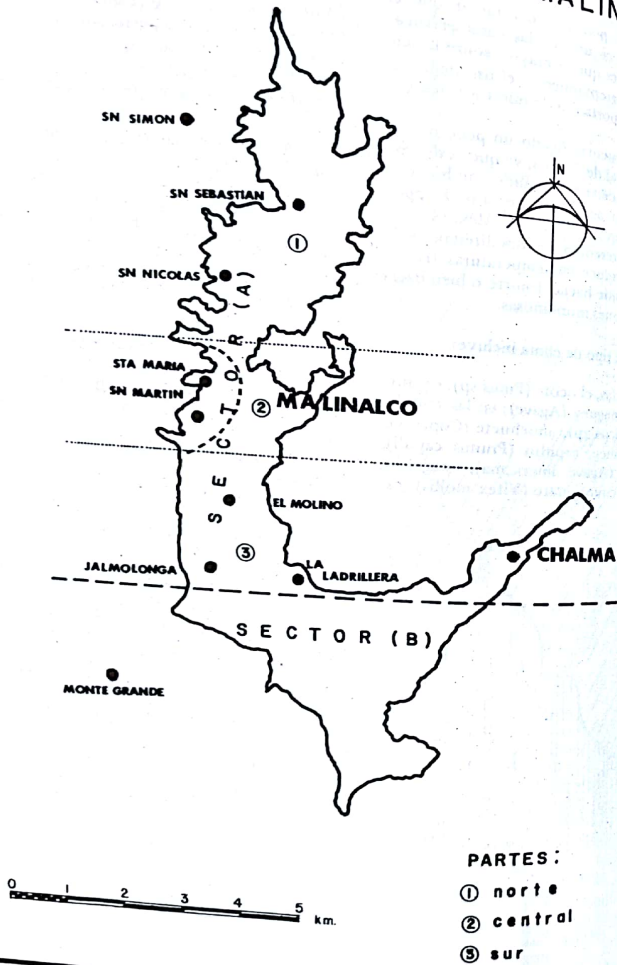 N
SN SIMON
SN SEBASTIAN
①
SN NICOLAS
SECTOR (A)
STA MARIA
SN MARTIN
② MALINALCO
EL MOLINO
③
JALMOLONGA
LA
LADRILLERA
CHALMA
SECTOR (B)
MONTE GRANDE
0 1 2 3 4 5
km.
PARTES:
① norte
② central
③ sur